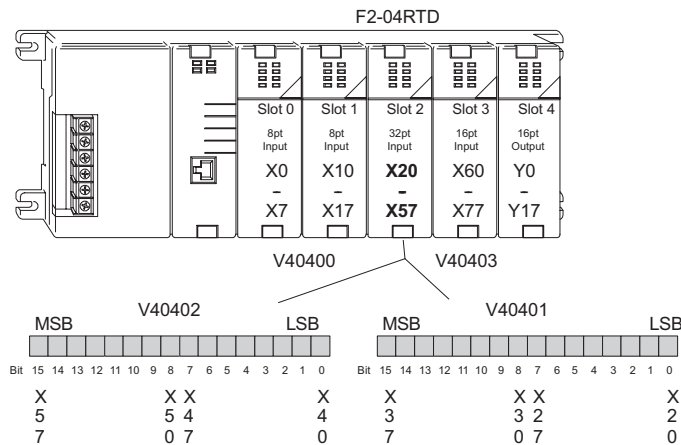 F2-04RTD
Slot 0 Slot 1 Slot 2 Slot 3 Slot 4
8pt 8pt 32pt 16pt 16pt
Input Input Input Input Output
X0 X10 X20 X60 Y0
- - - - -
X7 X17 X57 X77 Y17
V40400 V40403
V40402 V40401
MSB LSB MSB LSB
Bit 15 14 13 12 11 10 9 8 7 6 5 4 3 2 1 0 Bit 15 14 13 12 11 10 9 8 7 6 5 4 3 2 1 0
X X X X X X X X
5 5 4 4 3 3 2 2
7 0 7 0 7 0 7 0